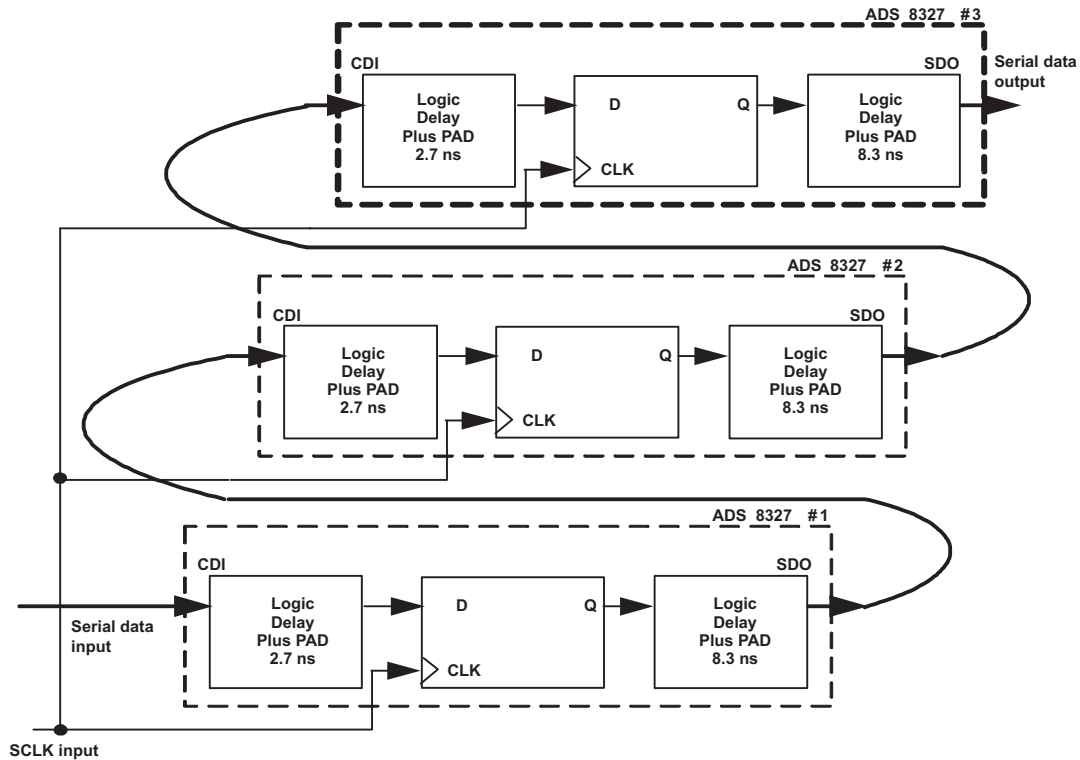 ADS 8327 #3
CDI
SDO
Serial data
output
Logic
Delay
Plus PAD
2.7 ns
D
Q
CLK
Logic
Delay
Plus PAD
8.3 ns
ADS 8327 #2
CDI
SDO
Logic
Delay
Plus PAD
2.7 ns
D
Q
CLK
Logic
Delay
Plus PAD
8.3 ns
ADS 8327 #1
CDI
SDO
Logic
Delay
Plus PAD
2.7 ns
D
Q
CLK
Logic
Delay
Plus PAD
8.3 ns
Serial data
input
SCLK input